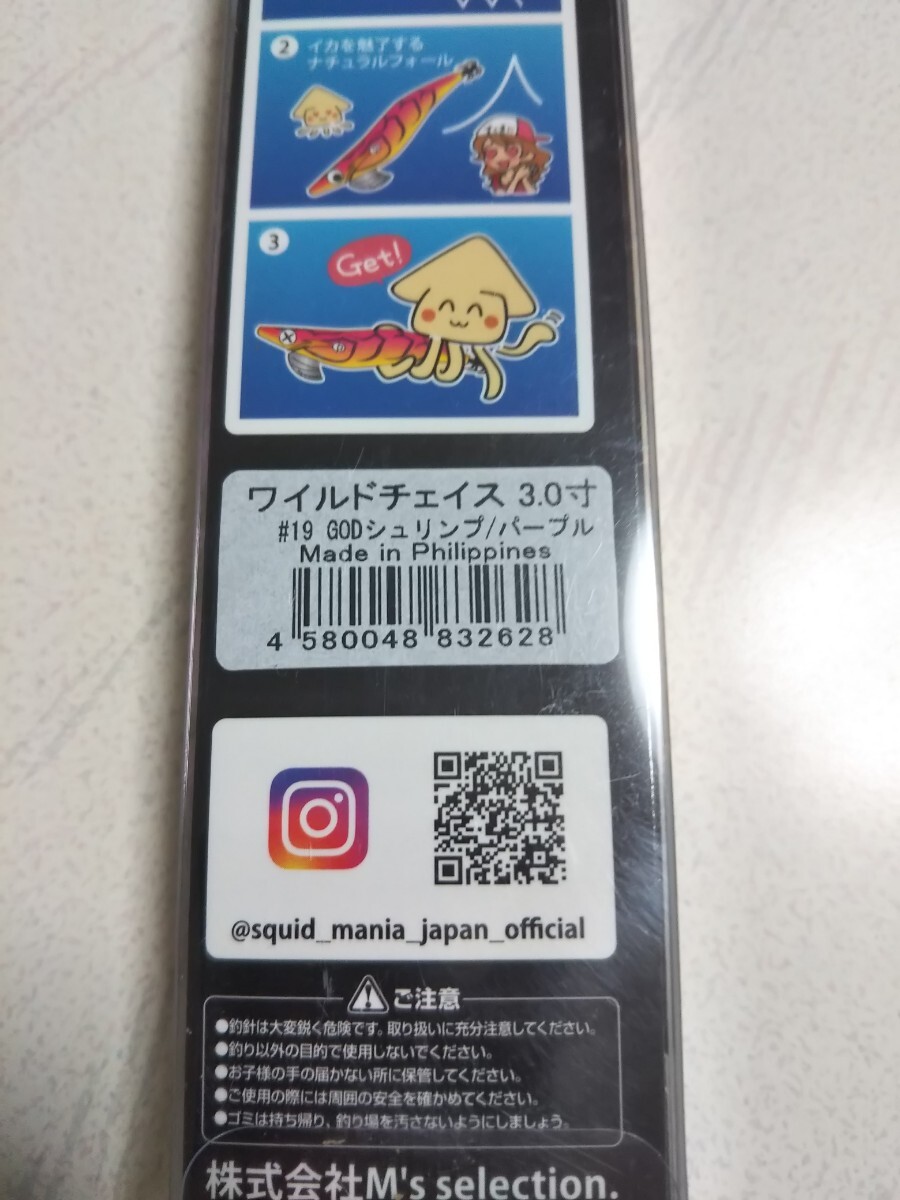 2 イカを魅了する
ナチュラルフォール
3
Get!
ワイルドチェイス 3.0寸
#19 GODシュリンプ/パープル
Made in Philippines
4 580048 832628
@squid_mania_japan_official
ご注意
●釣針は大変鋭く危険です。取り扱いに充分注意してください。
●釣り以外の目的で使用しないでください。
●お子様の手の届かない所に保管してください。
●ご使用の際には周囲の安全を確かめてください。
●ゴミは持ち帰り、釣り場を汚さないようにしましょう。
株式会社M's selection.